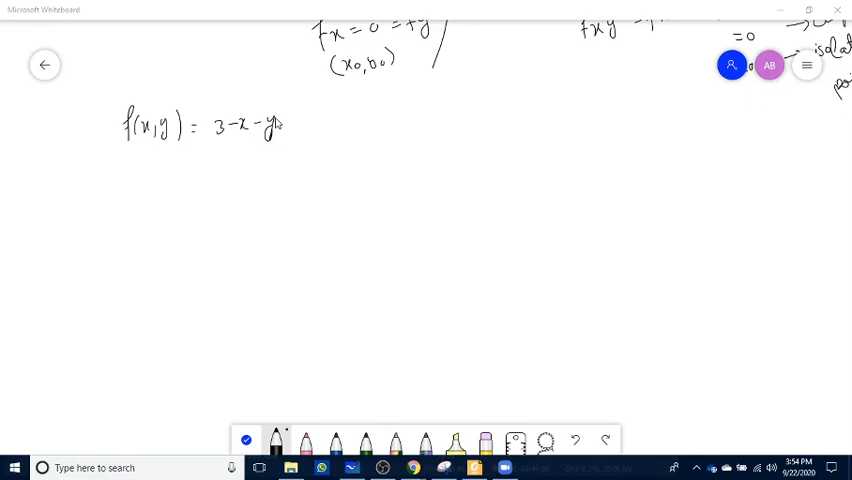 Microsoft Whiteboard
fx = 0 = fy
(x0,y0)
fxy
=0
isolat
AB
f(x,y) = 3-x-y
Type here to search
3:54 PM
9/22/2020